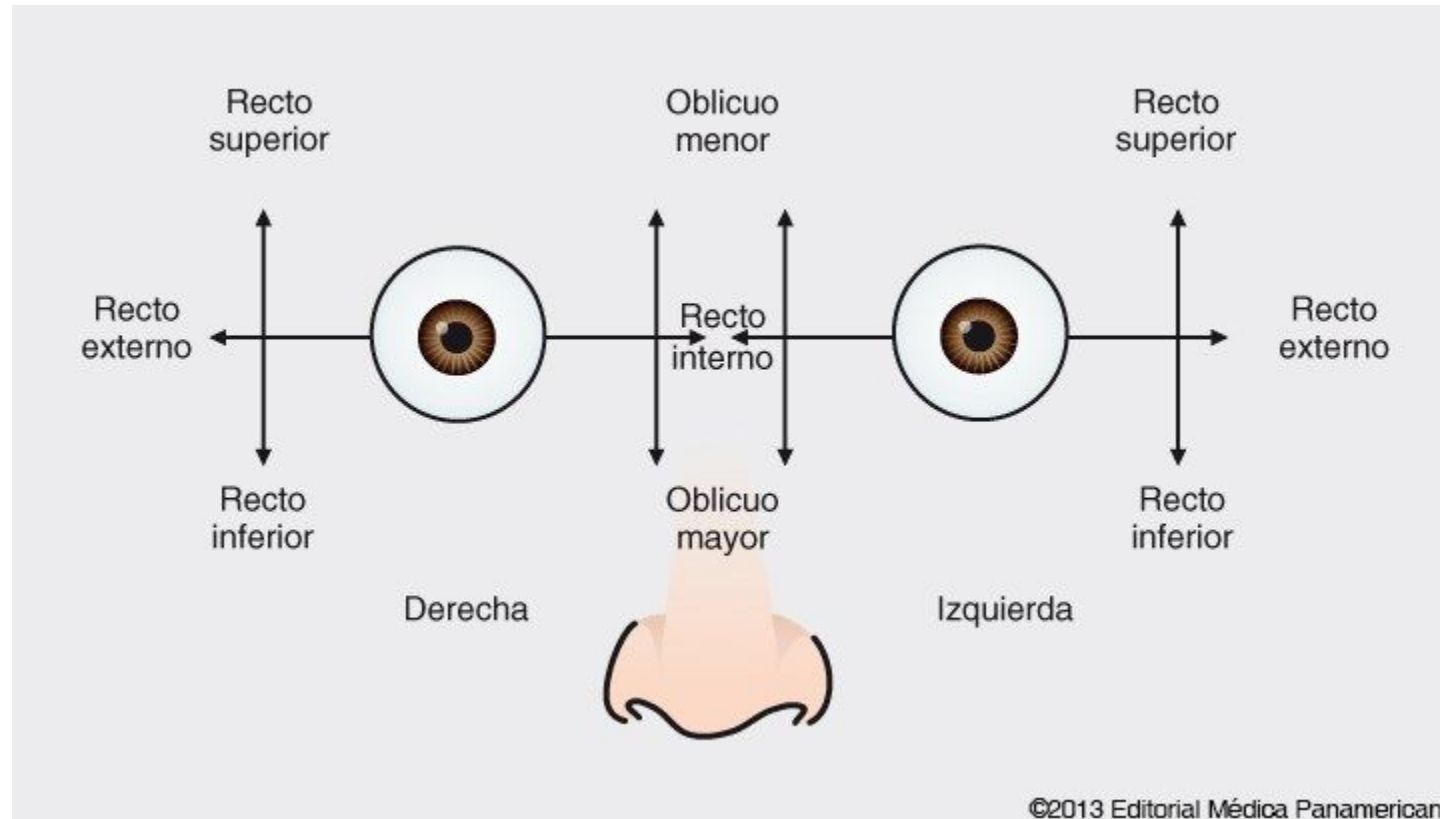 Recto
superior
Oblicuo
menor
Recto
superior
Recto
externo
Recto
interno
Recto
externo
Recto
inferior
Oblicuo
mayor
Recto
inferior
Derecha
Izquierda
©2013 Editorial Médica Panamerican